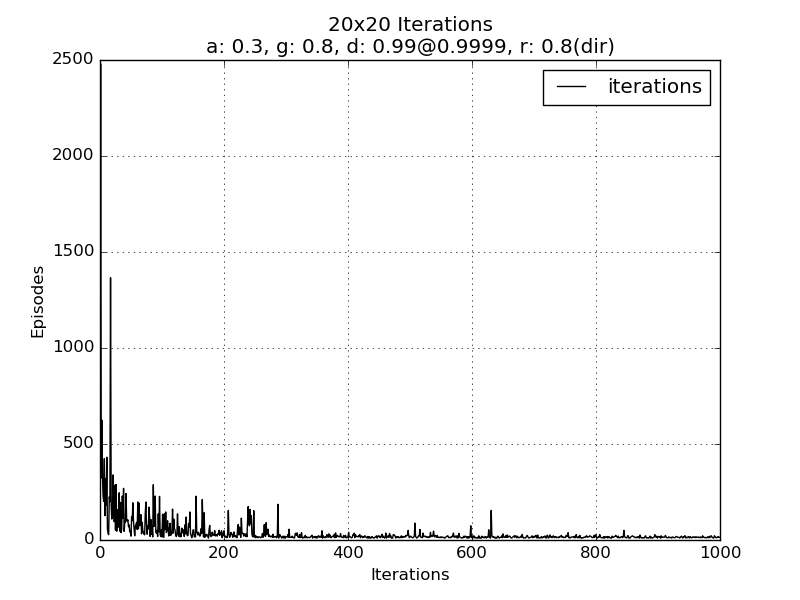 20x20 Iterations
a: 0.3, g: 0.8, d: 0.99@0.9999, r: 0.8(dir)
2500
iterations
2000
1500
Episodes
1000
500
0
0 200 400 600 800 1000
Iterations